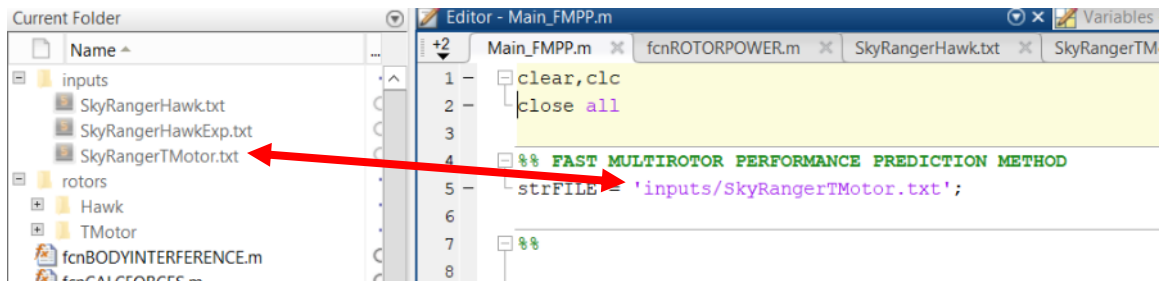 Current Folder
Name
...
inputs
SkyRangerHawk.txt
SkyRangerHawkExp.txt
SkyRangerTMotor.txt
rotors
Hawk
TMotor
fcnBODYINTERFERENCE.m
Editor - Main_FMPP.m
Variables
+2
Main_FMPP.m
fcnROTORPOWER.m
SkyRangerHawk.txt
SkyRangerTM
1 clear,clc
2 close all
3
4 %% FAST MULTIROTOR PERFORMANCE PREDICTION METHOD
5 strFILE = 'inputs/SkyRangerTMotor.txt';
6
7 %%
8